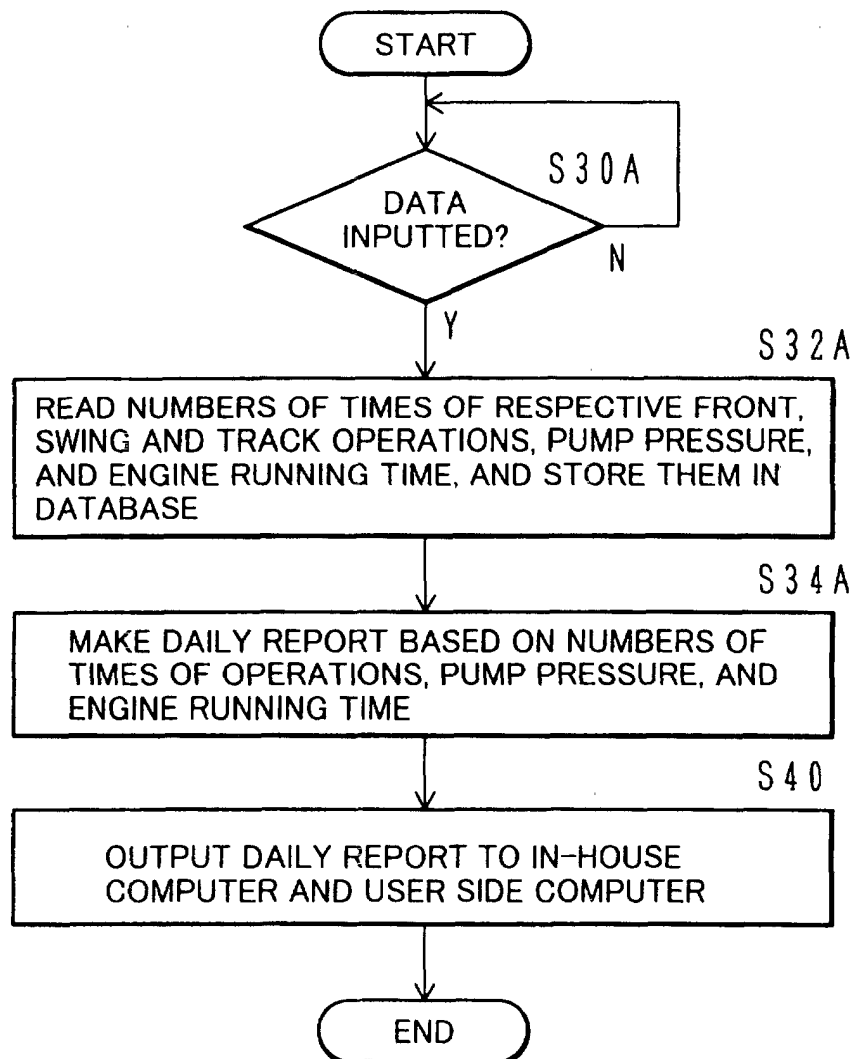 START
S30A
DATA
INPUTTED?
N
Y
S32A
READ NUMBERS OF TIMES OF RESPECTIVE FRONT,
SWING AND TRACK OPERATIONS, PUMP PRESSURE,
AND ENGINE RUNNING TIME, AND STORE THEM IN
DATABASE
S34A
MAKE DAILY REPORT BASED ON NUMBERS OF
TIMES OF OPERATIONS, PUMP PRESSURE, AND
ENGINE RUNNING TIME
S40
OUTPUT DAILY REPORT TO IN-HOUSE
COMPUTER AND USER SIDE COMPUTER
END